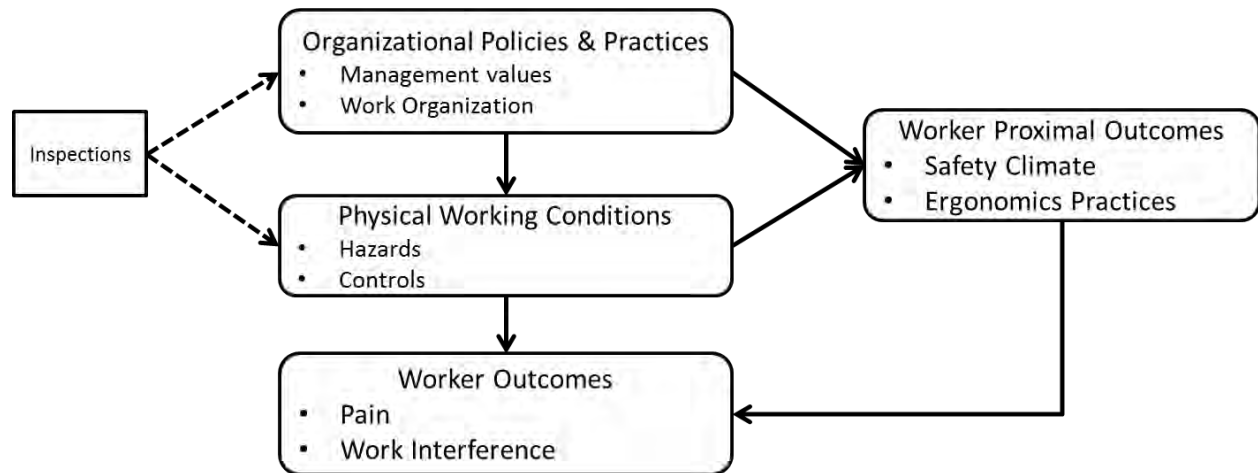 Organizational Policies & Practices
• Management values
• Work Organization
Inspections
Worker Proximal Outcomes
• Safety Climate
• Ergonomics Practices
Physical Working Conditions
• Hazards
• Controls
Worker Outcomes
• Pain
• Work Interference